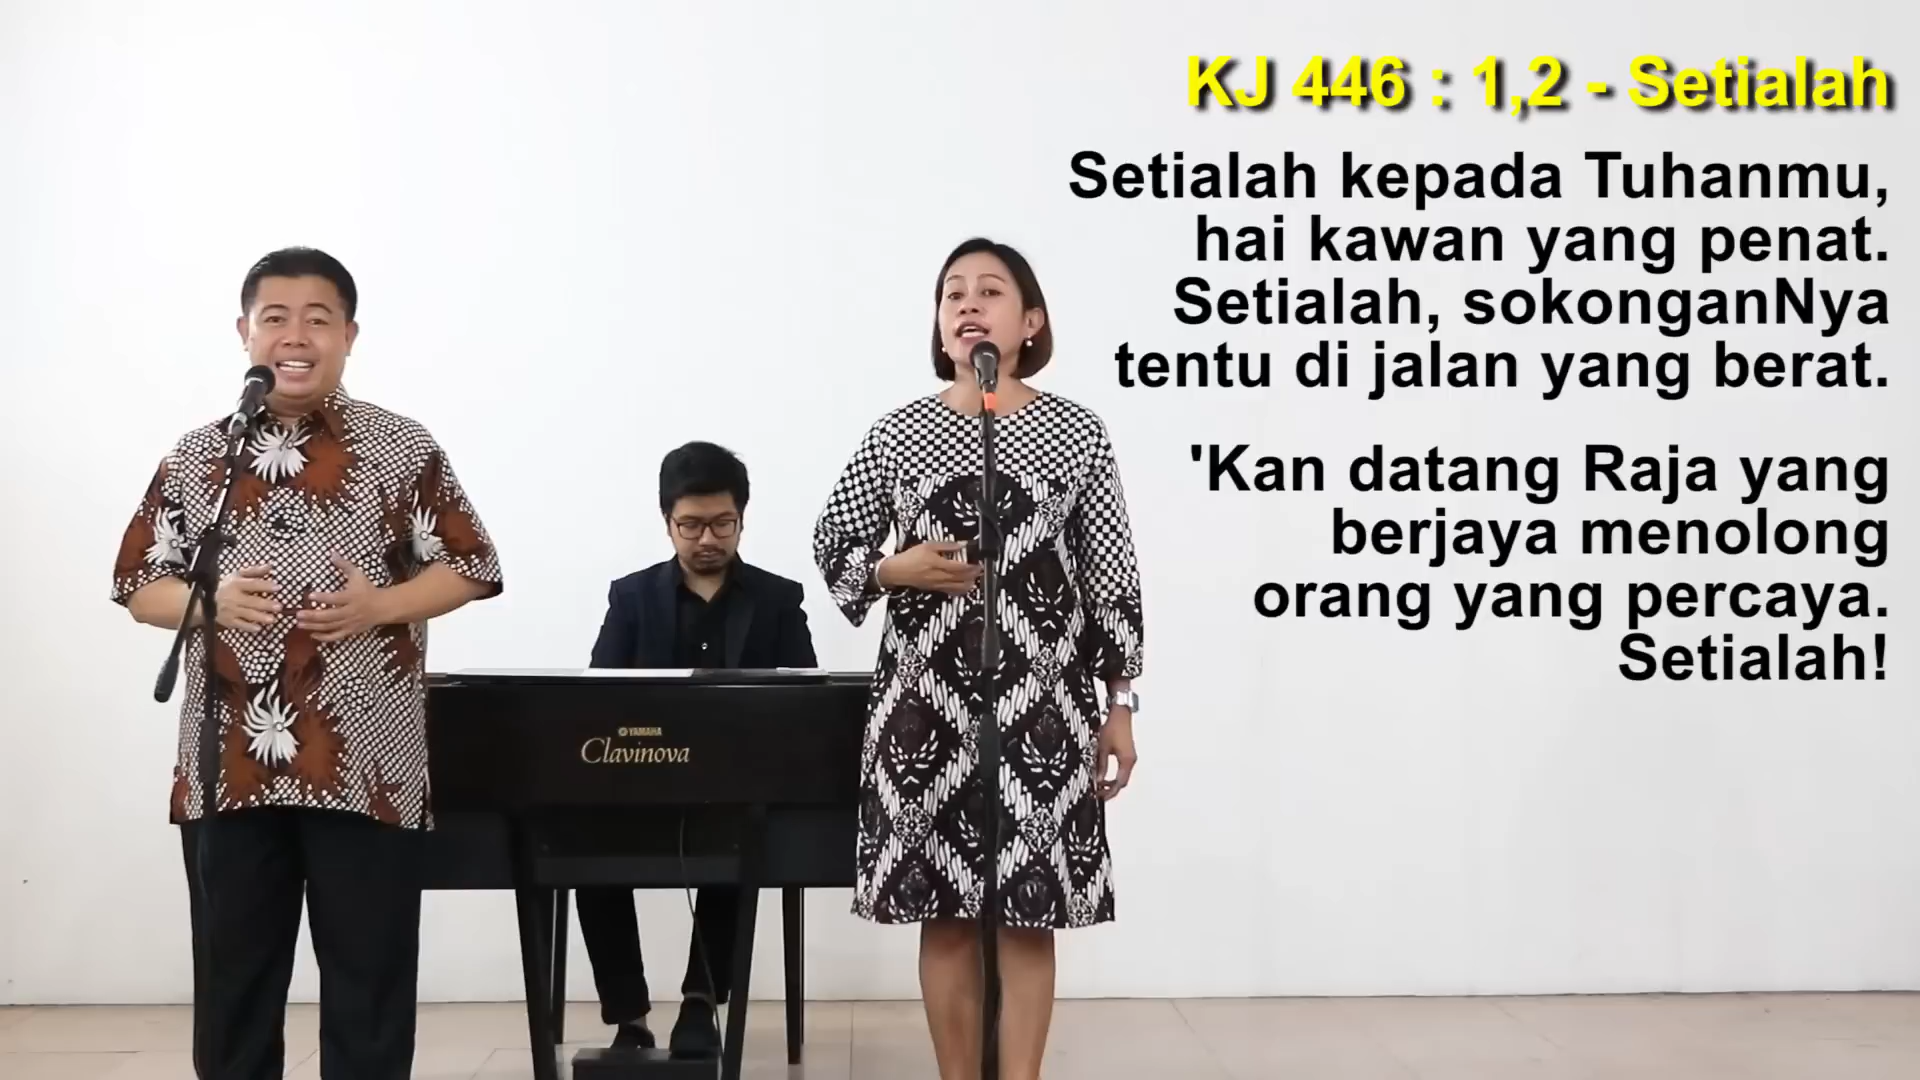 KJ 446 : 1,2 - Setialah
Setialah kepada Tuhanmu,
hai kawan yang penat.
Setialah, sokonganNya
tentu di jalan yang berat.
'Kan datang Raja yang
berjaya menolong
orang yang percaya.
Setialah!
YAMAHA
Clavinova